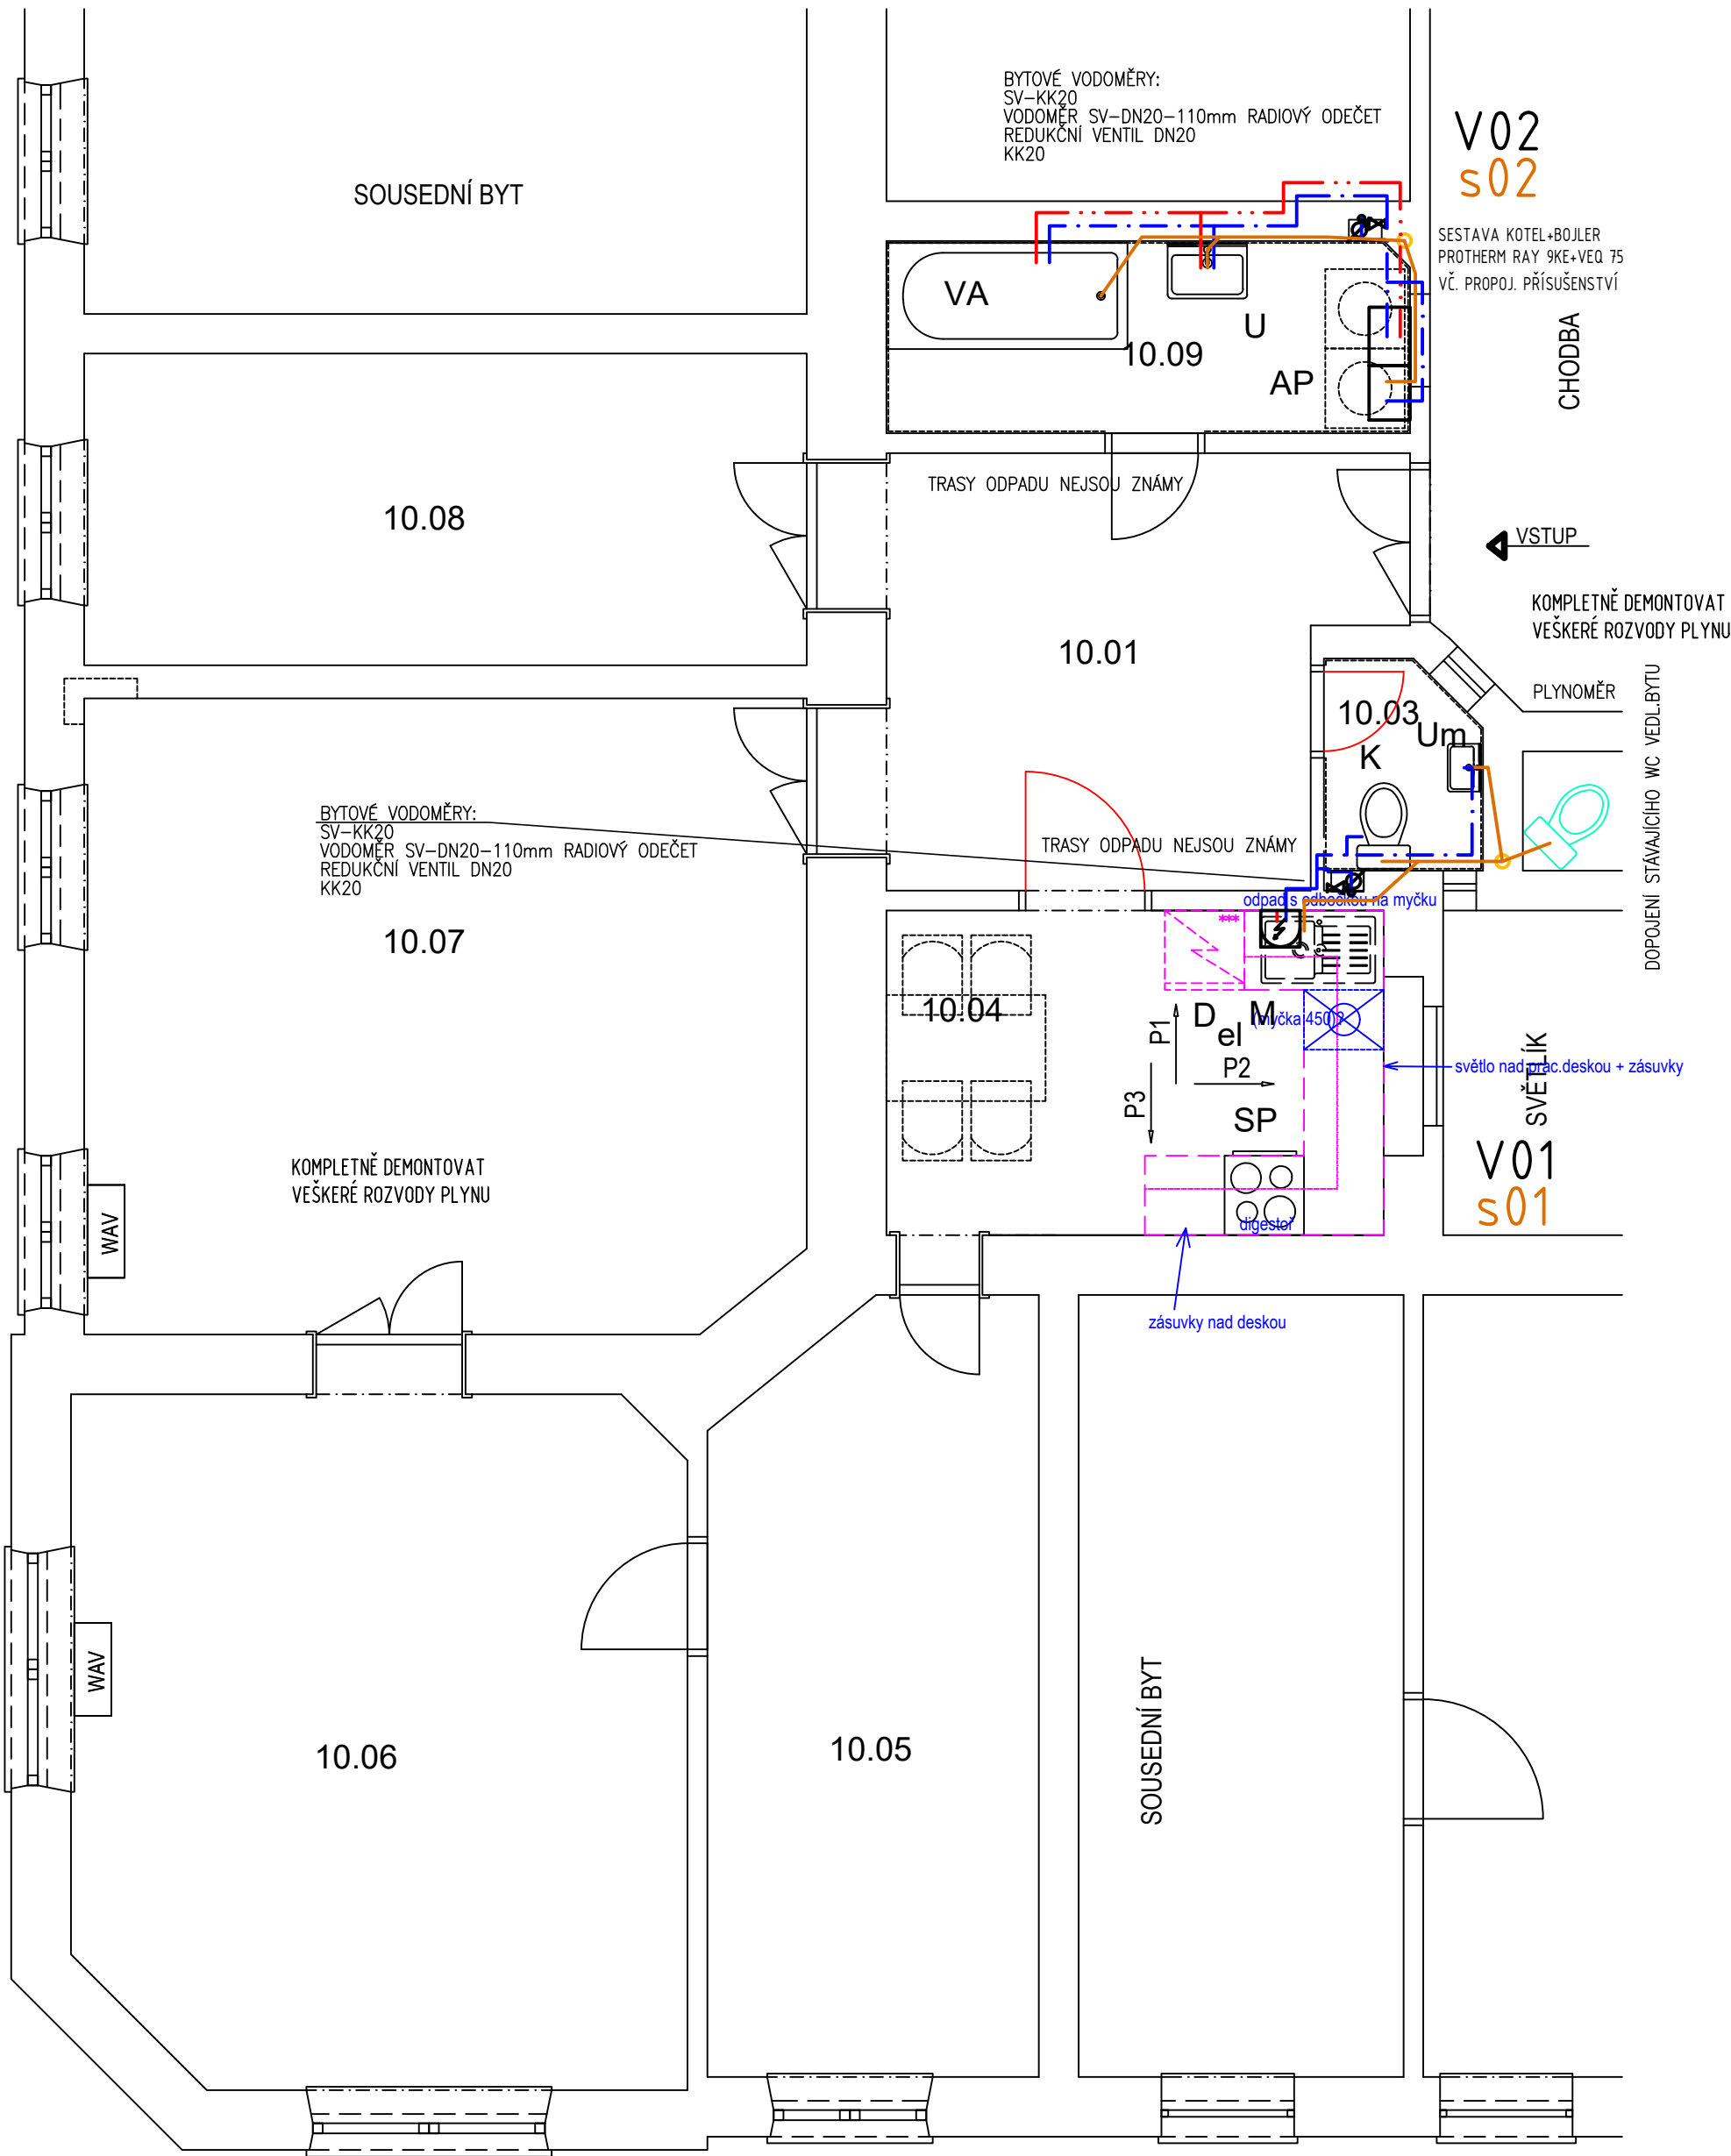 BYTOVÉ VODOMĚRY:
SV-KK20
VODOMĚR SV-DN20-110mm RADIOVÝ ODEČET
REDUKČNÍ VENTIL DN20
KK20
V02
s02
SOUSEDNÍ BYT
SESTAVA KOTEL+BOJLER
PROTHERM RAY 9KE+VEQ 75
VČ. PROPOJ. PŘÍSUŠENSTVÍ
VA
U
10.09
AP
CHODBA
TRASY ODPADU NEJSOU ZNÁMY
10.08
VSTUP
KOMPLETNĚ DEMONTOVAT
VEŠKERÉ ROZVODY PLYNU
10.01
PLYNOMĚR
DOPOJENÍ STÁVAJÍCÍHO WC VEDL.BYTU
10.03
Um
K
BYTOVÉ VODOMĚRY:
SV-KK20
VODOMĚR SV-DN20-110mm RADIOVÝ ODEČET
REDUKČNÍ VENTIL DN20
KK20
TRASY ODPADU NEJSOU ZNÁMY
odpad s odbočkou na myčku
***
10.07
10.04
D
el
M
(myčka 450)?
P1
P2
P3
SP
SVĚTLÍK
světlo nad prac.deskou + zásuvky
V01
s01
KOMPLETNĚ DEMONTOVAT
VEŠKERÉ ROZVODY PLYNU
WAV
digestoř
zásuvky nad deskou
WAV
10.06
10.05
SOUSEDNÍ BYT